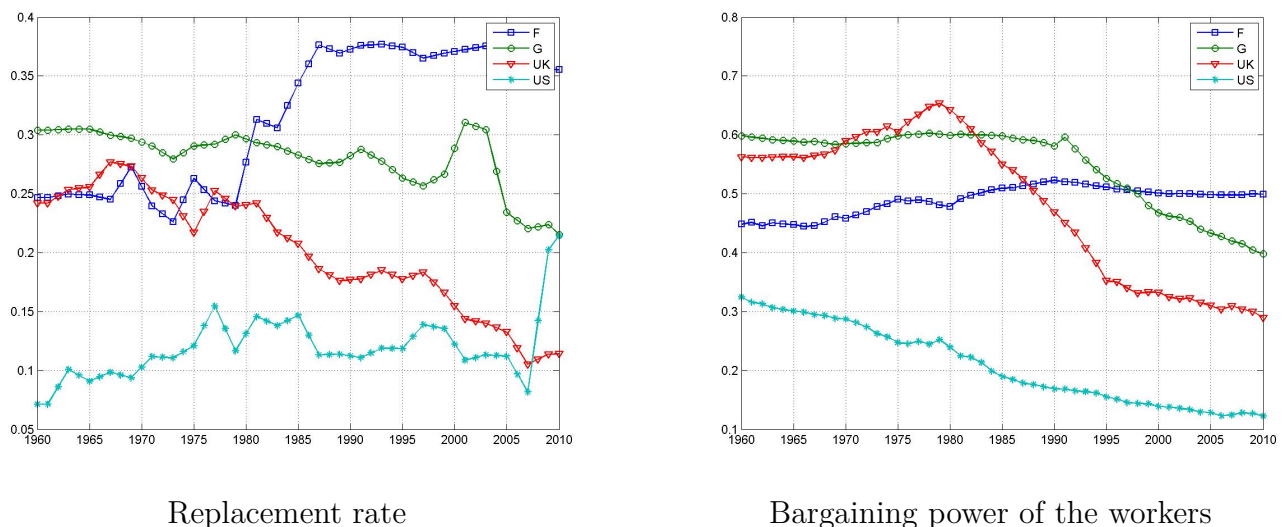 0.4
0.35
0.3
0.25
0.2
0.15
0.1
0.05
1960 1965 1970 1975 1980 1985 1990 1995 2000 2005 2010
F
G
UK
US
Replacement rate
0.8
0.7
0.6
0.5
0.4
0.3
0.2
0.1
1960 1965 1970 1975 1980 1985 1990 1995 2000 2005 2010
F
G
UK
US
Bargaining power of the workers